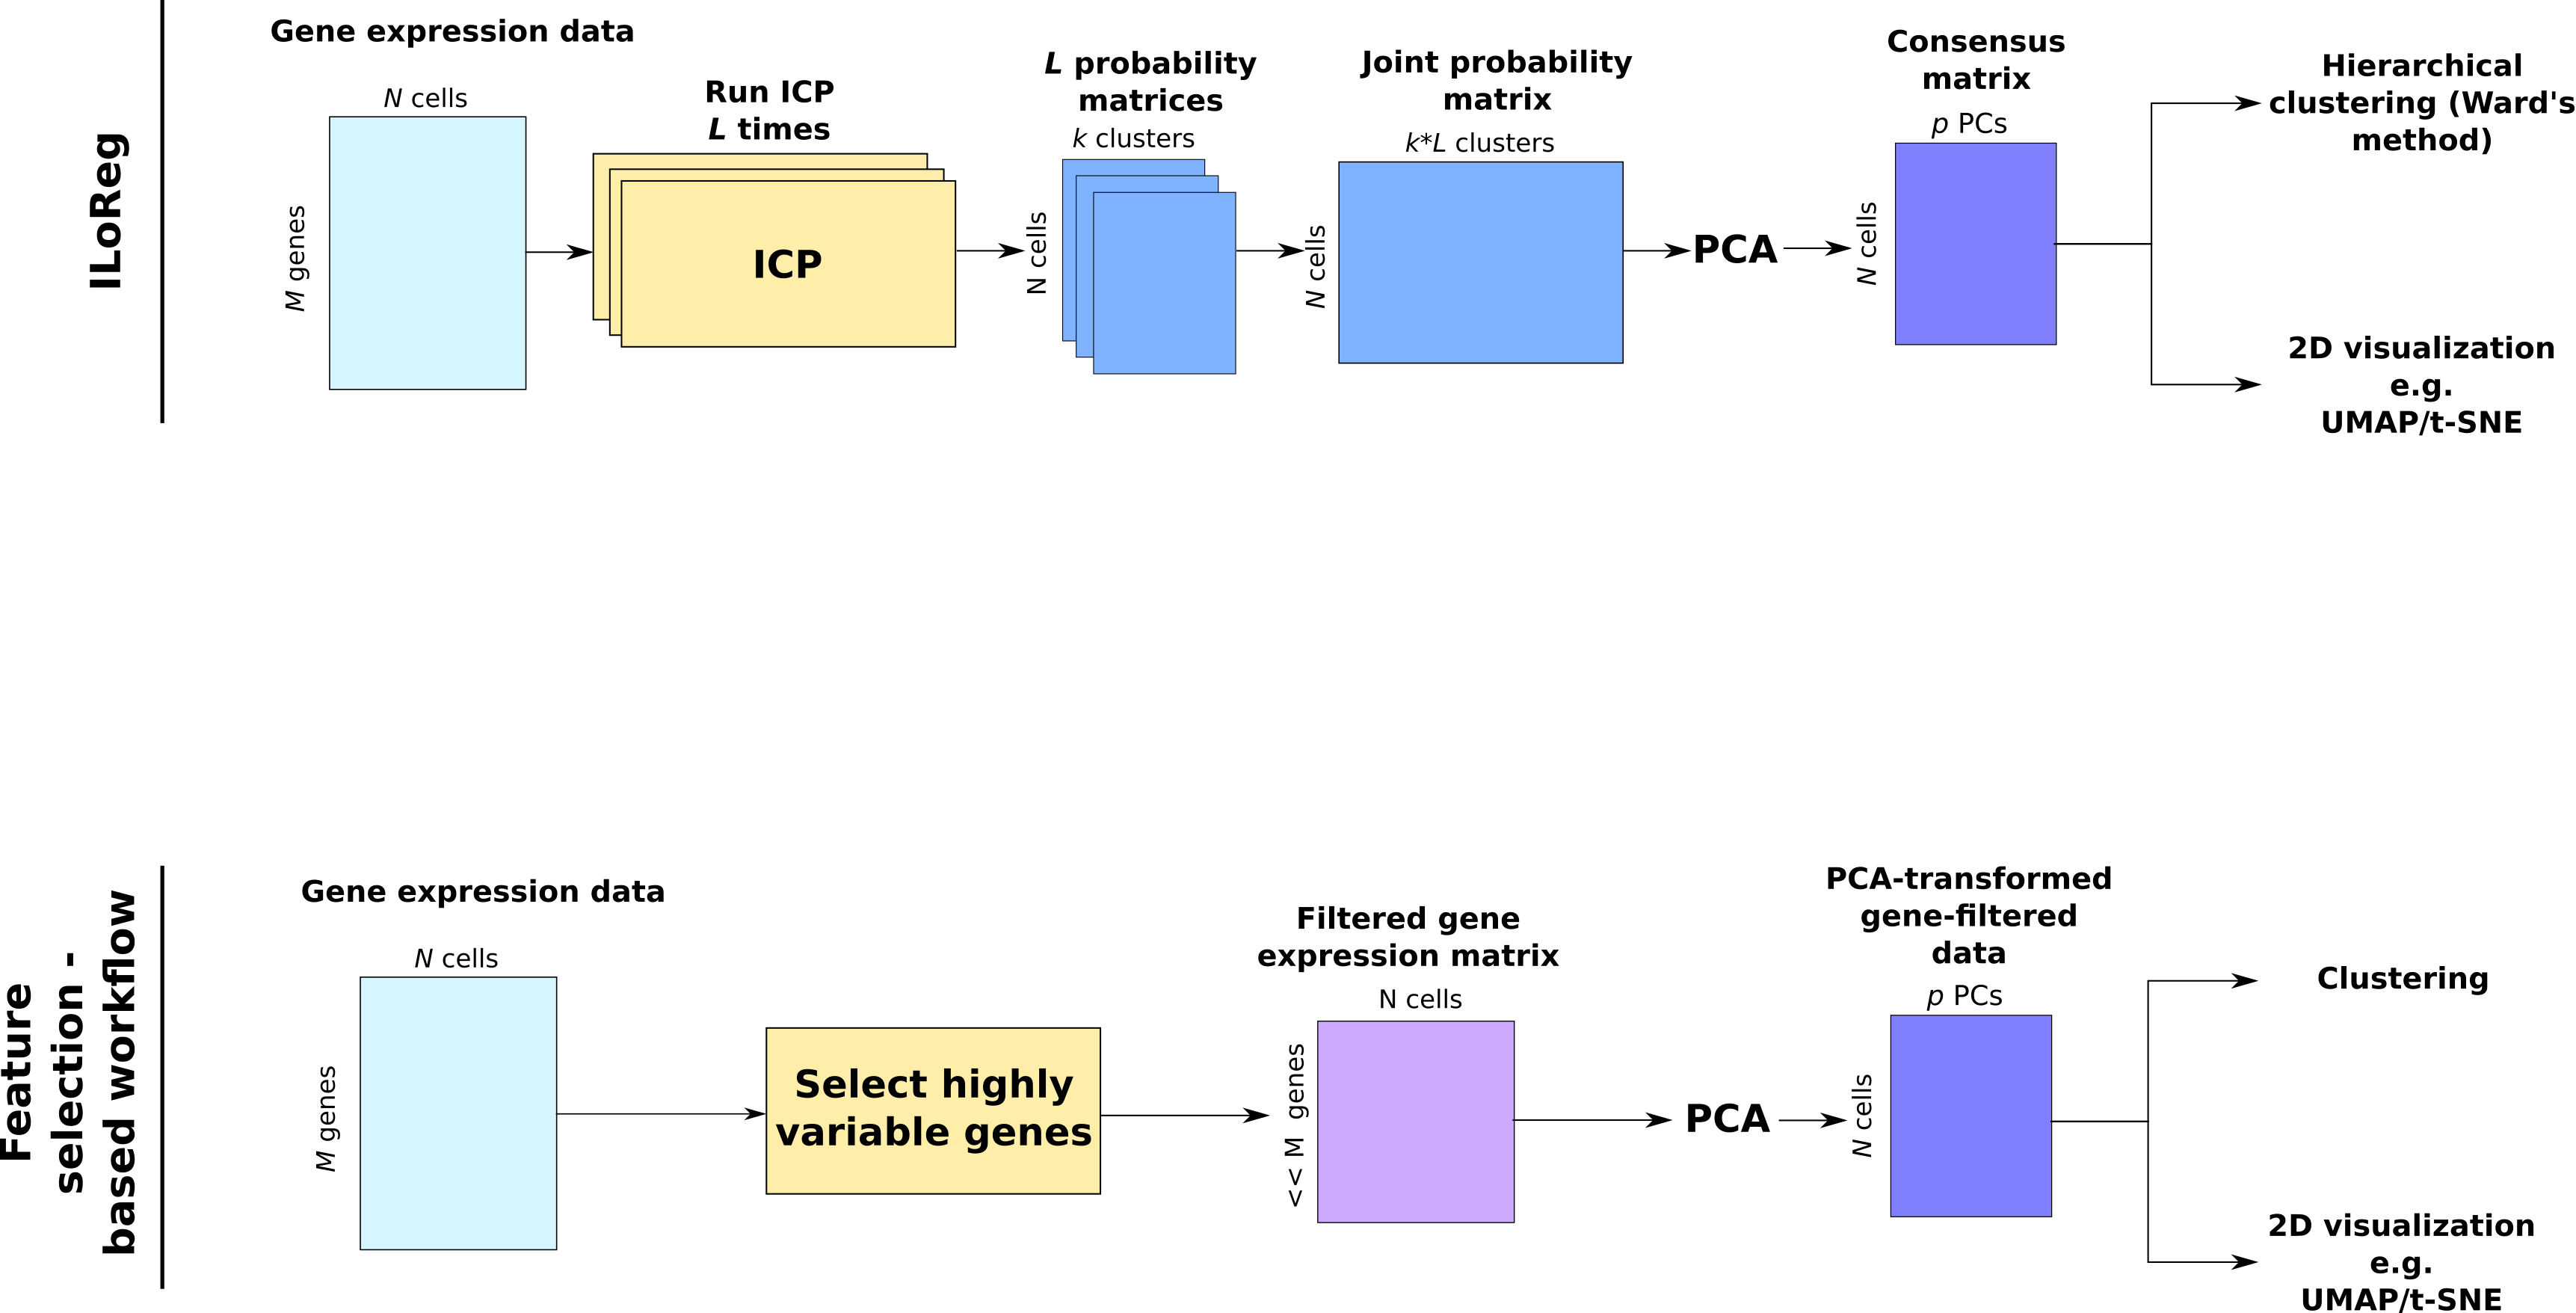 ILoReg
Gene expression data
N cells
M genes
Run ICP
L times
ICP
L probability
matrices
k clusters
N cells
Joint probability
matrix
k*L clusters
N cells
PCA
Consensus
matrix
p PCs
N cells
Hierarchical
clustering (Ward's
method)
2D visualization
e.g.
UMAP/t-SNE
Feature
selection -
based workflow
Gene expression data
N cells
M genes
Select highly
variable genes
Filtered gene
expression matrix
N cells
<< M genes
PCA
PCA-transformed
gene-filtered
data
p PCs
N cells
Clustering
2D visualization
e.g.
UMAP/t-SNE